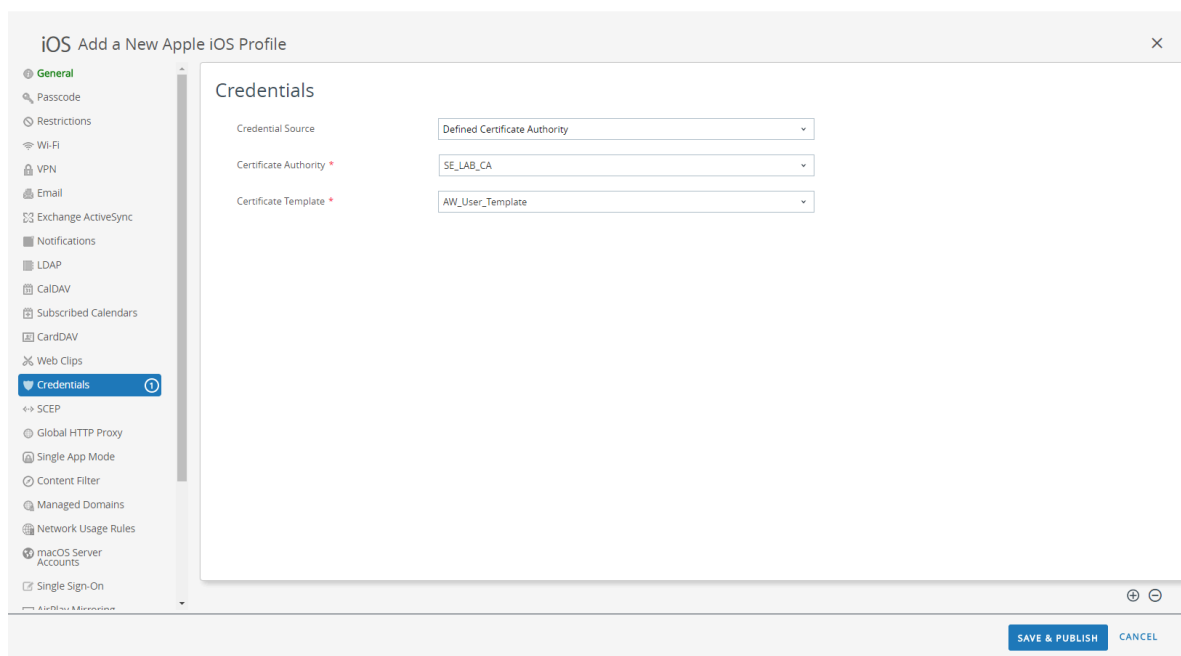 iOS Add a New Apple iOS Profile
General
Passcode
Restrictions
Wi-Fi
VPN
Email
Exchange ActiveSync
Notifications
LDAP
CalDAV
Subscribed Calendars
CardDAV
Web Clips
Credentials 1
SCEP
Global HTTP Proxy
Single App Mode
Content Filter
Managed Domains
Network Usage Rules
macOS Server
Accounts
Single Sign-On
AirPlay Mirroring
Credentials
Credential Source Defined Certificate Authority
Certificate Authority * SE_LAB_CA
Certificate Template * AW_User_Template
SAVE & PUBLISH CANCEL